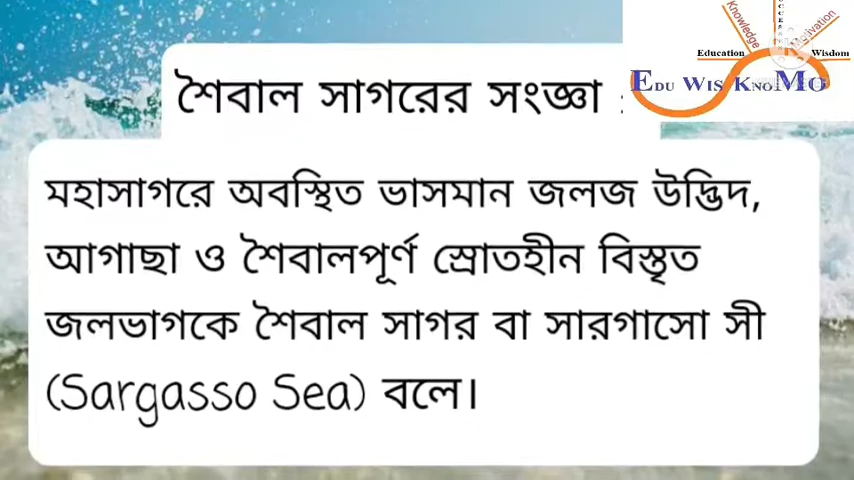 Knowledge
Motivation
Education
Wisdom
EDU WIS KNOMO
শৈবাল সাগরের সংজ্ঞা :
মহাসাগরে অবস্থিত ভাসমান জলজ উদ্ভিদ,
আগাছা ও শৈবালপূর্ণ স্রোতহীন বিস্তৃত
জলভাগকে শৈবাল সাগর বা সারগাসো সী
(Sargasso Sea) বলে।